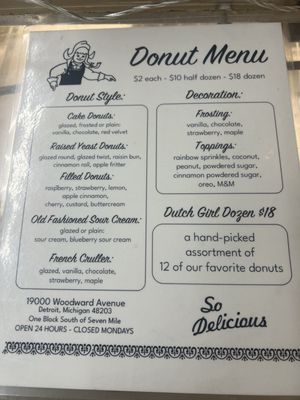 Donut Menu
$2 each - $10 half dozen - $18 dozen
Donut Style:
Cake Donuts:
glazed, frosted or plain:
vanilla, chocolate, red velvet
Raised Yeast Donuts:
glazed round, glazed twist, raisin bun,
cinnamon roll, apple fritter
Filled Donuts:
raspberry, strawberry, lemon,
apple cinnamon,
cherry, custard, buttercream
Old Fashioned Sour Cream:
glazed or plain:
sour cream, blueberry sour cream
French Cruller:
glazed, vanilla, chocolate,
strawberry, maple
Decoration:
Frosting:
vanilla, chocolate,
strawberry, maple
Toppings:
rainbow sprinkles, coconut,
peanut, powdered sugar,
cinnamon powdered sugar,
oreo, M&M
Dutch Girl Dozen $18
a hand-picked
assortment of
12 of our favorite donuts
19000 Woodward Avenue
Detroit, Michigan 48203
One Block South of Seven Mile
OPEN 24 HOURS - CLOSED MONDAYS
So
Delicious